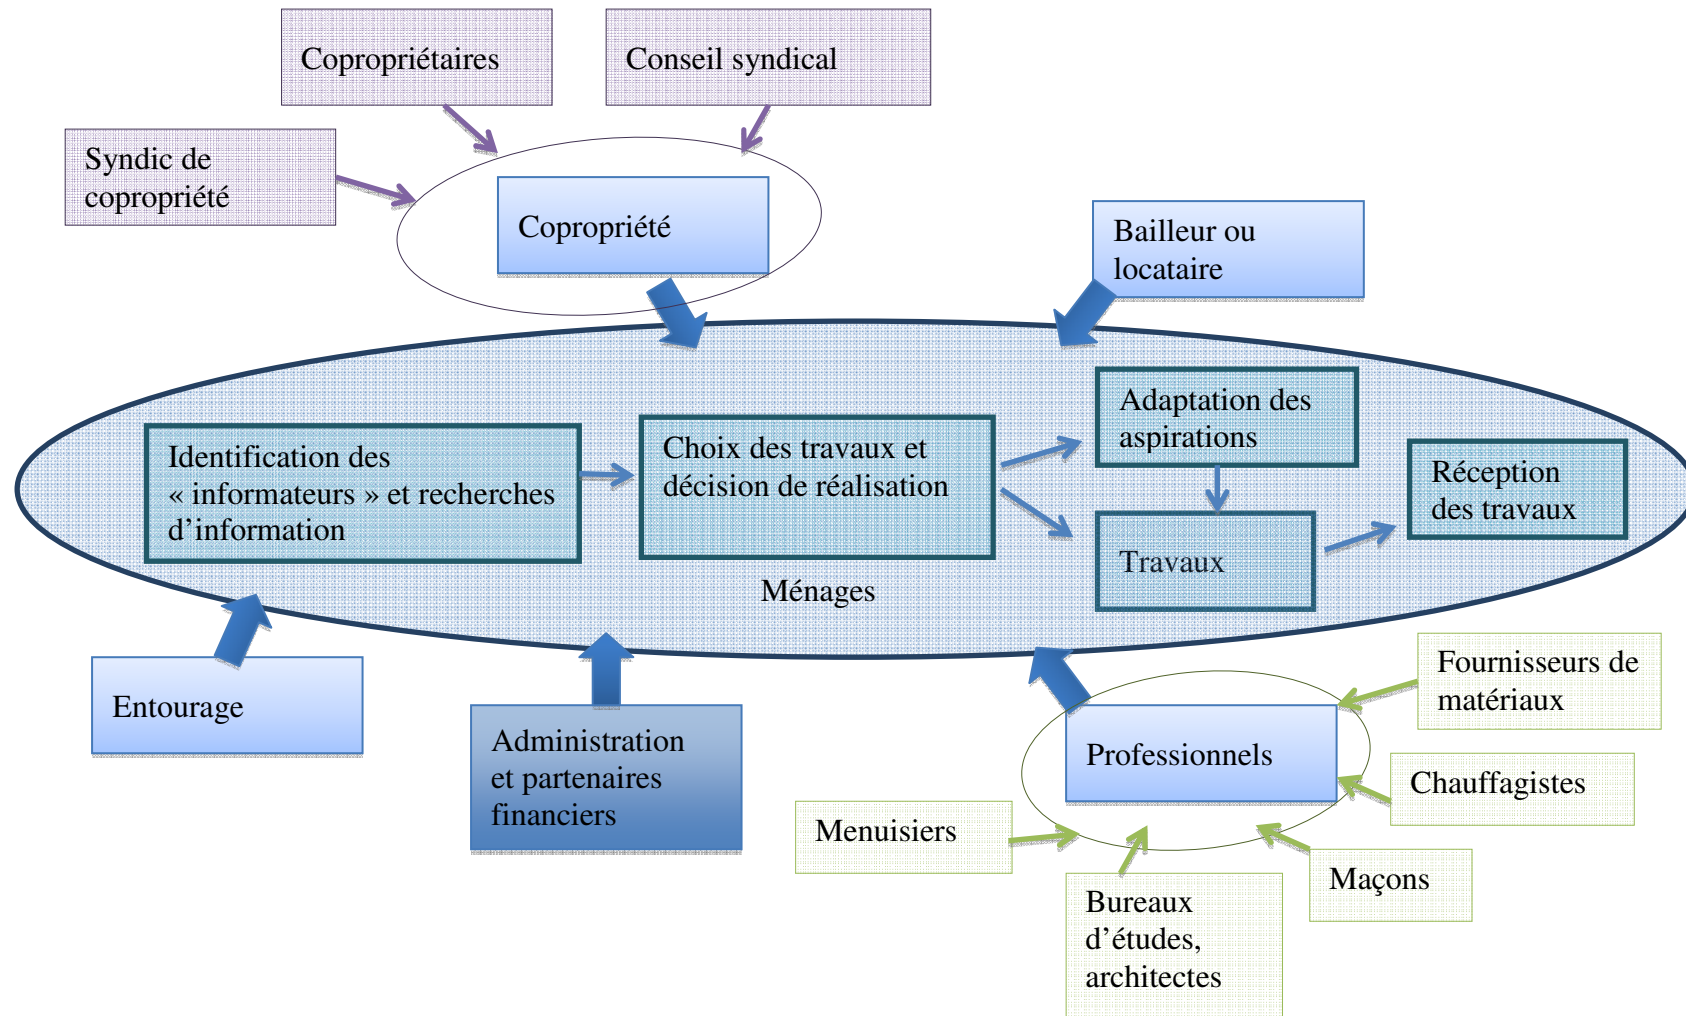 Copropriétaires
Conseil syndical
Syndic de
copropriété
Copropriété
Bailleur ou
locataire
Identification des
« informateurs » et recherches
d’information
Choix des travaux et
décision de réalisation
Adaptation des
aspirations
Travaux
Réception
des travaux
Ménages
Entourage
Administration
et partenaires
financiers
Professionnels
Fournisseurs de
matériaux
Chauffagistes
Maçons
Bureaux
d’études,
architectes
Menuisiers